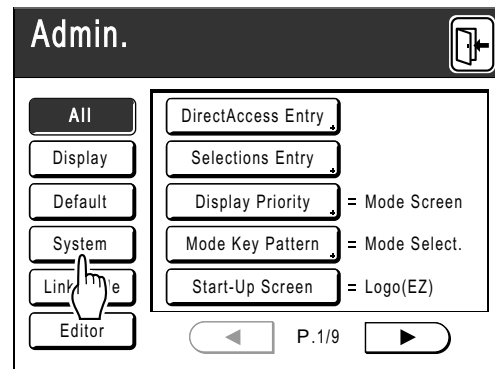 Admin.
All
Display
Default
System
Editor
DirectAccess Entry
Selections Entry
Display Priority = Mode Screen
Mode Key Pattern = Mode Select.
Start-Up Screen = Logo(EZ)
P.1/9